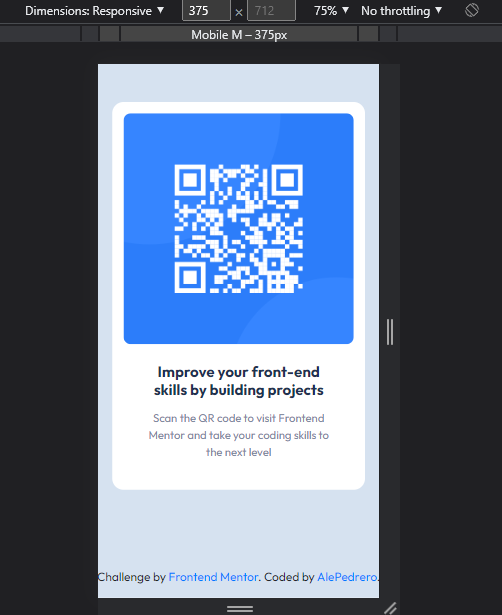 Dimensions: Responsive ▼ 375 × 712 75% ▼ No throttling ▼
Mobile M – 375px
Improve your front-end
skills by building projects
Scan the QR code to visit Frontend
Mentor and take your coding skills to
the next level
Challenge by Frontend Mentor. Coded by AlePedrero.